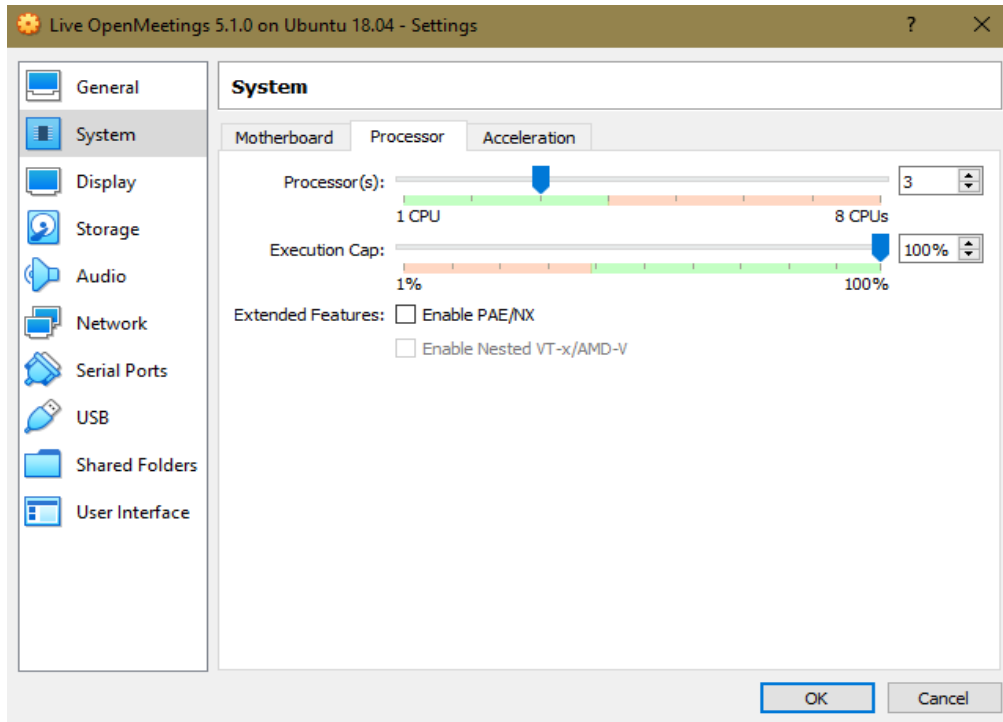 Live OpenMeetings 5.1.0 on Ubuntu 18.04 - Settings ?
General
System
Display
Storage
Audio
Network
Serial Ports
USB
Shared Folders
User Interface
System
Motherboard Processor Acceleration
Processor(s): 3
1 CPU 8 CPUs
Execution Cap: 100%
1% 100%
Extended Features: Enable PAE/NX
Enable Nested VT-x/AMD-V
OK Cancel